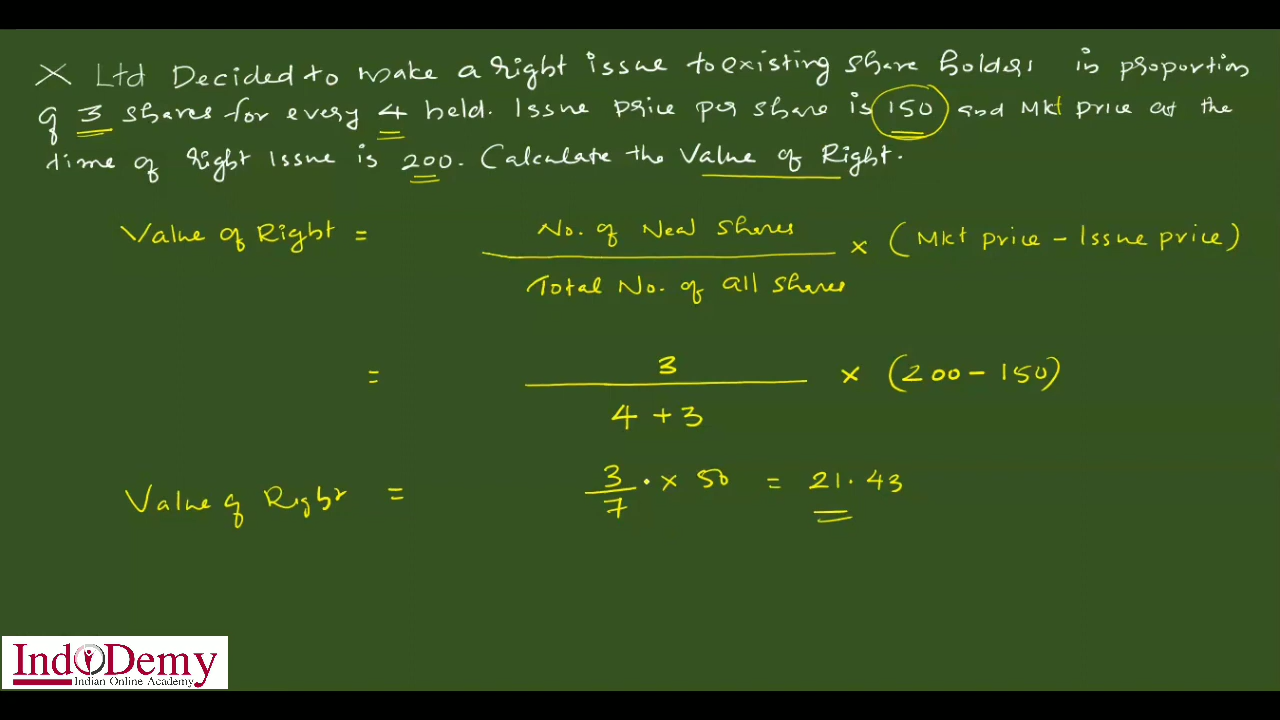 X Ltd Decided to make a right issue to existing share holders in proportion
of 3 shares for every 4 held. Issue price per share is 150 and Mkt price at the
time of right Issue is 200. Calculate the Value of Right.
Value of Right = No. of New Shares / Total No. of all shares × (Mkt price - Issue price)
= 3 / 4 + 3 × (200 - 150)
Value of Right = 3/7 · × 50 = 21.43
IndoDemy
Indian Online Academy